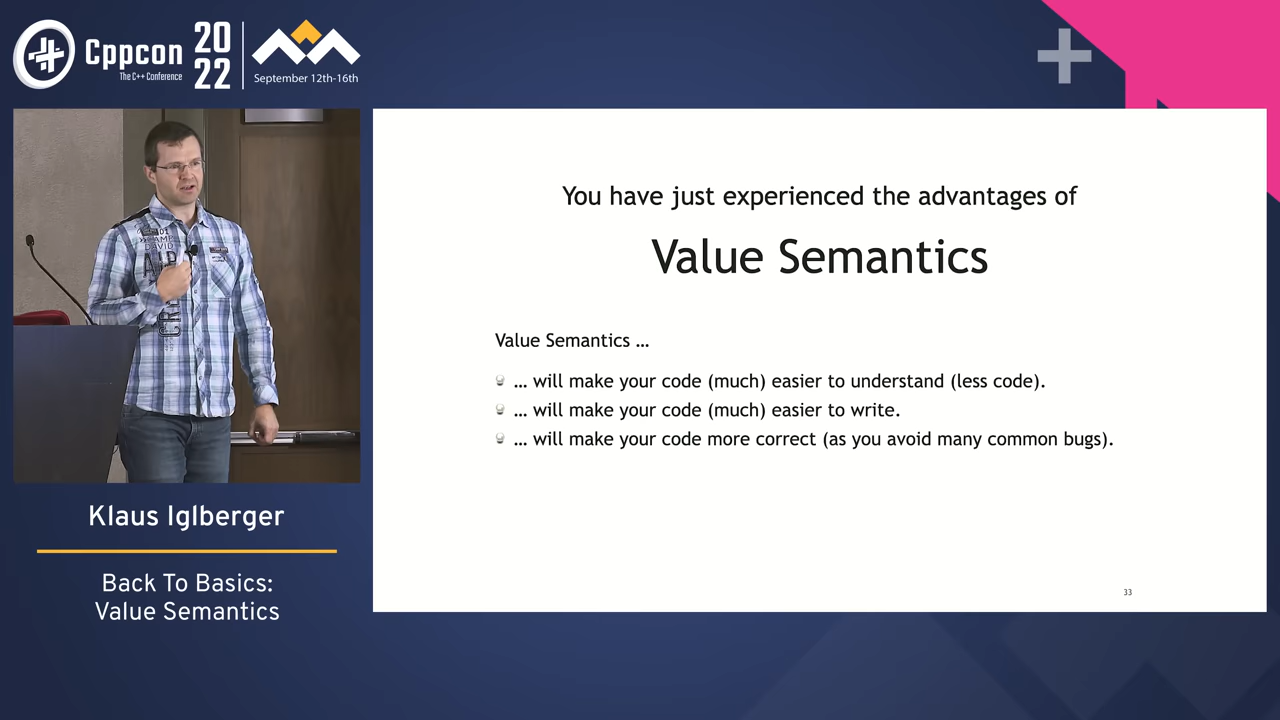 Cppcon
The C++ Conference
20
22
September 12th-16th
You have just experienced the advantages of
Value Semantics
Value Semantics ...
... will make your code (much) easier to understand (less code).
... will make your code (much) easier to write.
... will make your code more correct (as you avoid many common bugs).
33
Klaus Iglberger
Back To Basics:
Value Semantics